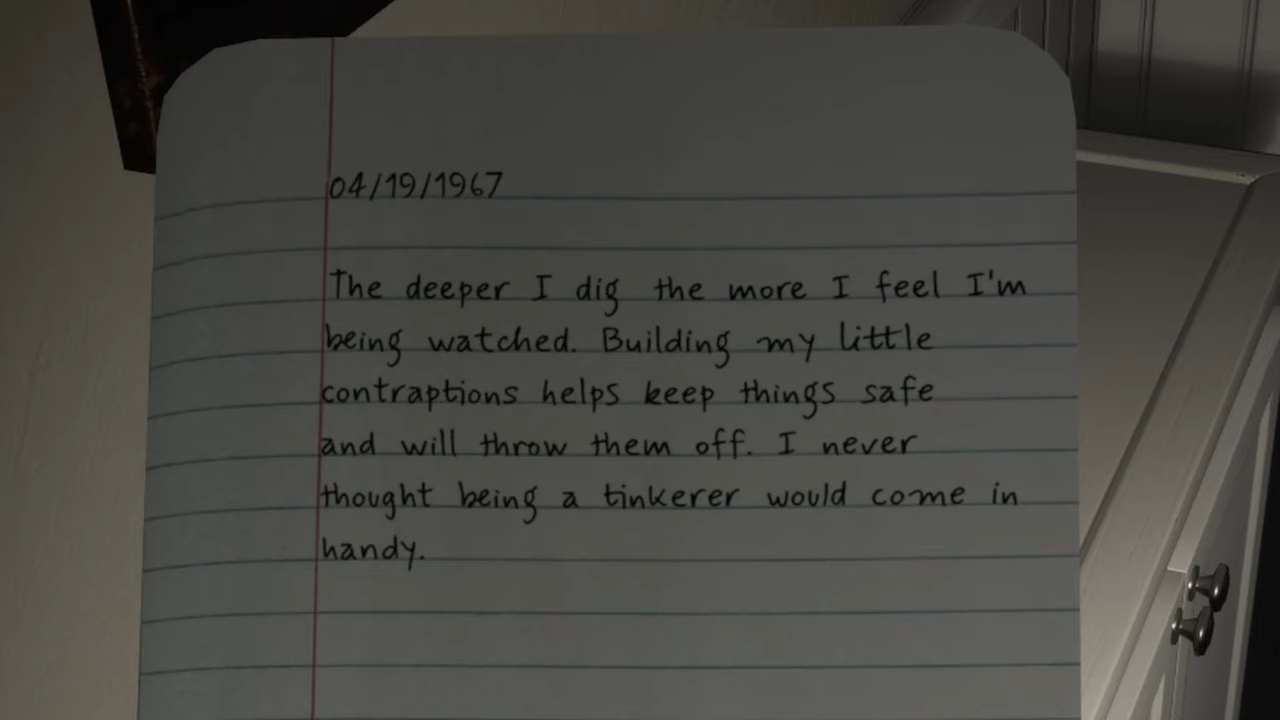 04/19/1967
The deeper I dig the more I feel I'm
being watched. Building my little
contraptions helps keep things safe
and will throw them off. I never
thought being a tinkerer would come in
handy.